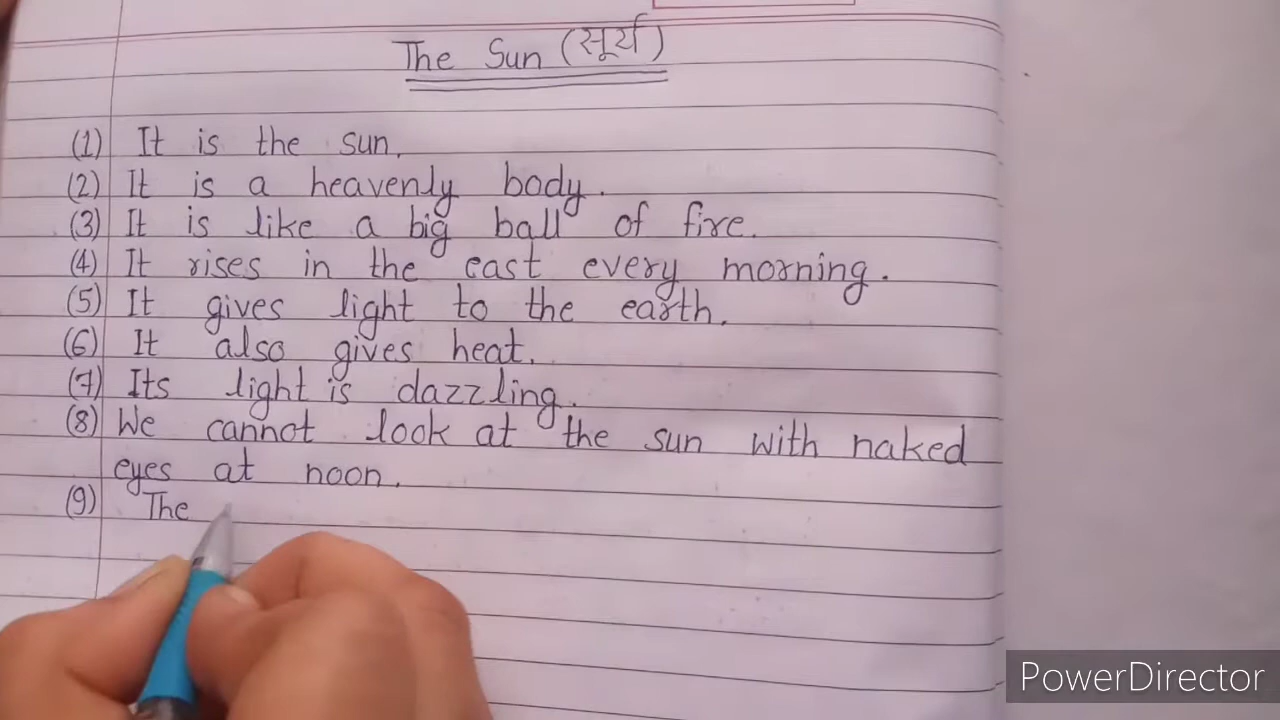 The Sun (सूर्य)
(1) It is the sun.
(2) It is a heavenly body.
(3) It is like a big ball of fire.
(4) It rises in the east every morning.
(5) It gives light to the earth.
(6) It also gives heat.
(7) Its light is dazzling.
(8) We cannot look at the sun with naked
eyes at noon.
(9) The
PowerDirector